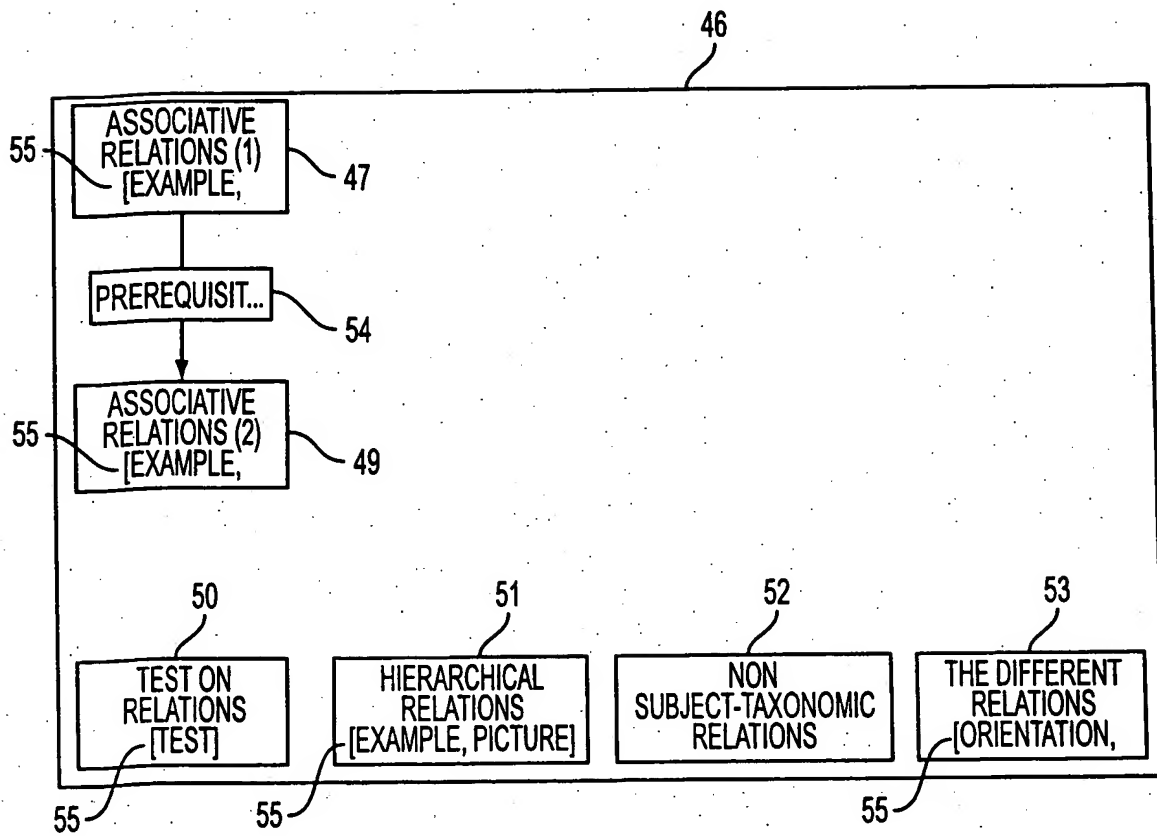 46
ASSOCIATIVE
RELATIONS (1)
[EXAMPLE,
55
47
PREREQUISIT...
54
ASSOCIATIVE
RELATIONS (2)
[EXAMPLE,
55
49
50
51
52
53
TEST ON
RELATIONS
[TEST]
HIERARCHICAL
RELATIONS
[EXAMPLE, PICTURE]
NON
SUBJECT-TAXONOMIC
RELATIONS
THE DIFFERENT
RELATIONS
[ORIENTATION,
55
55
55